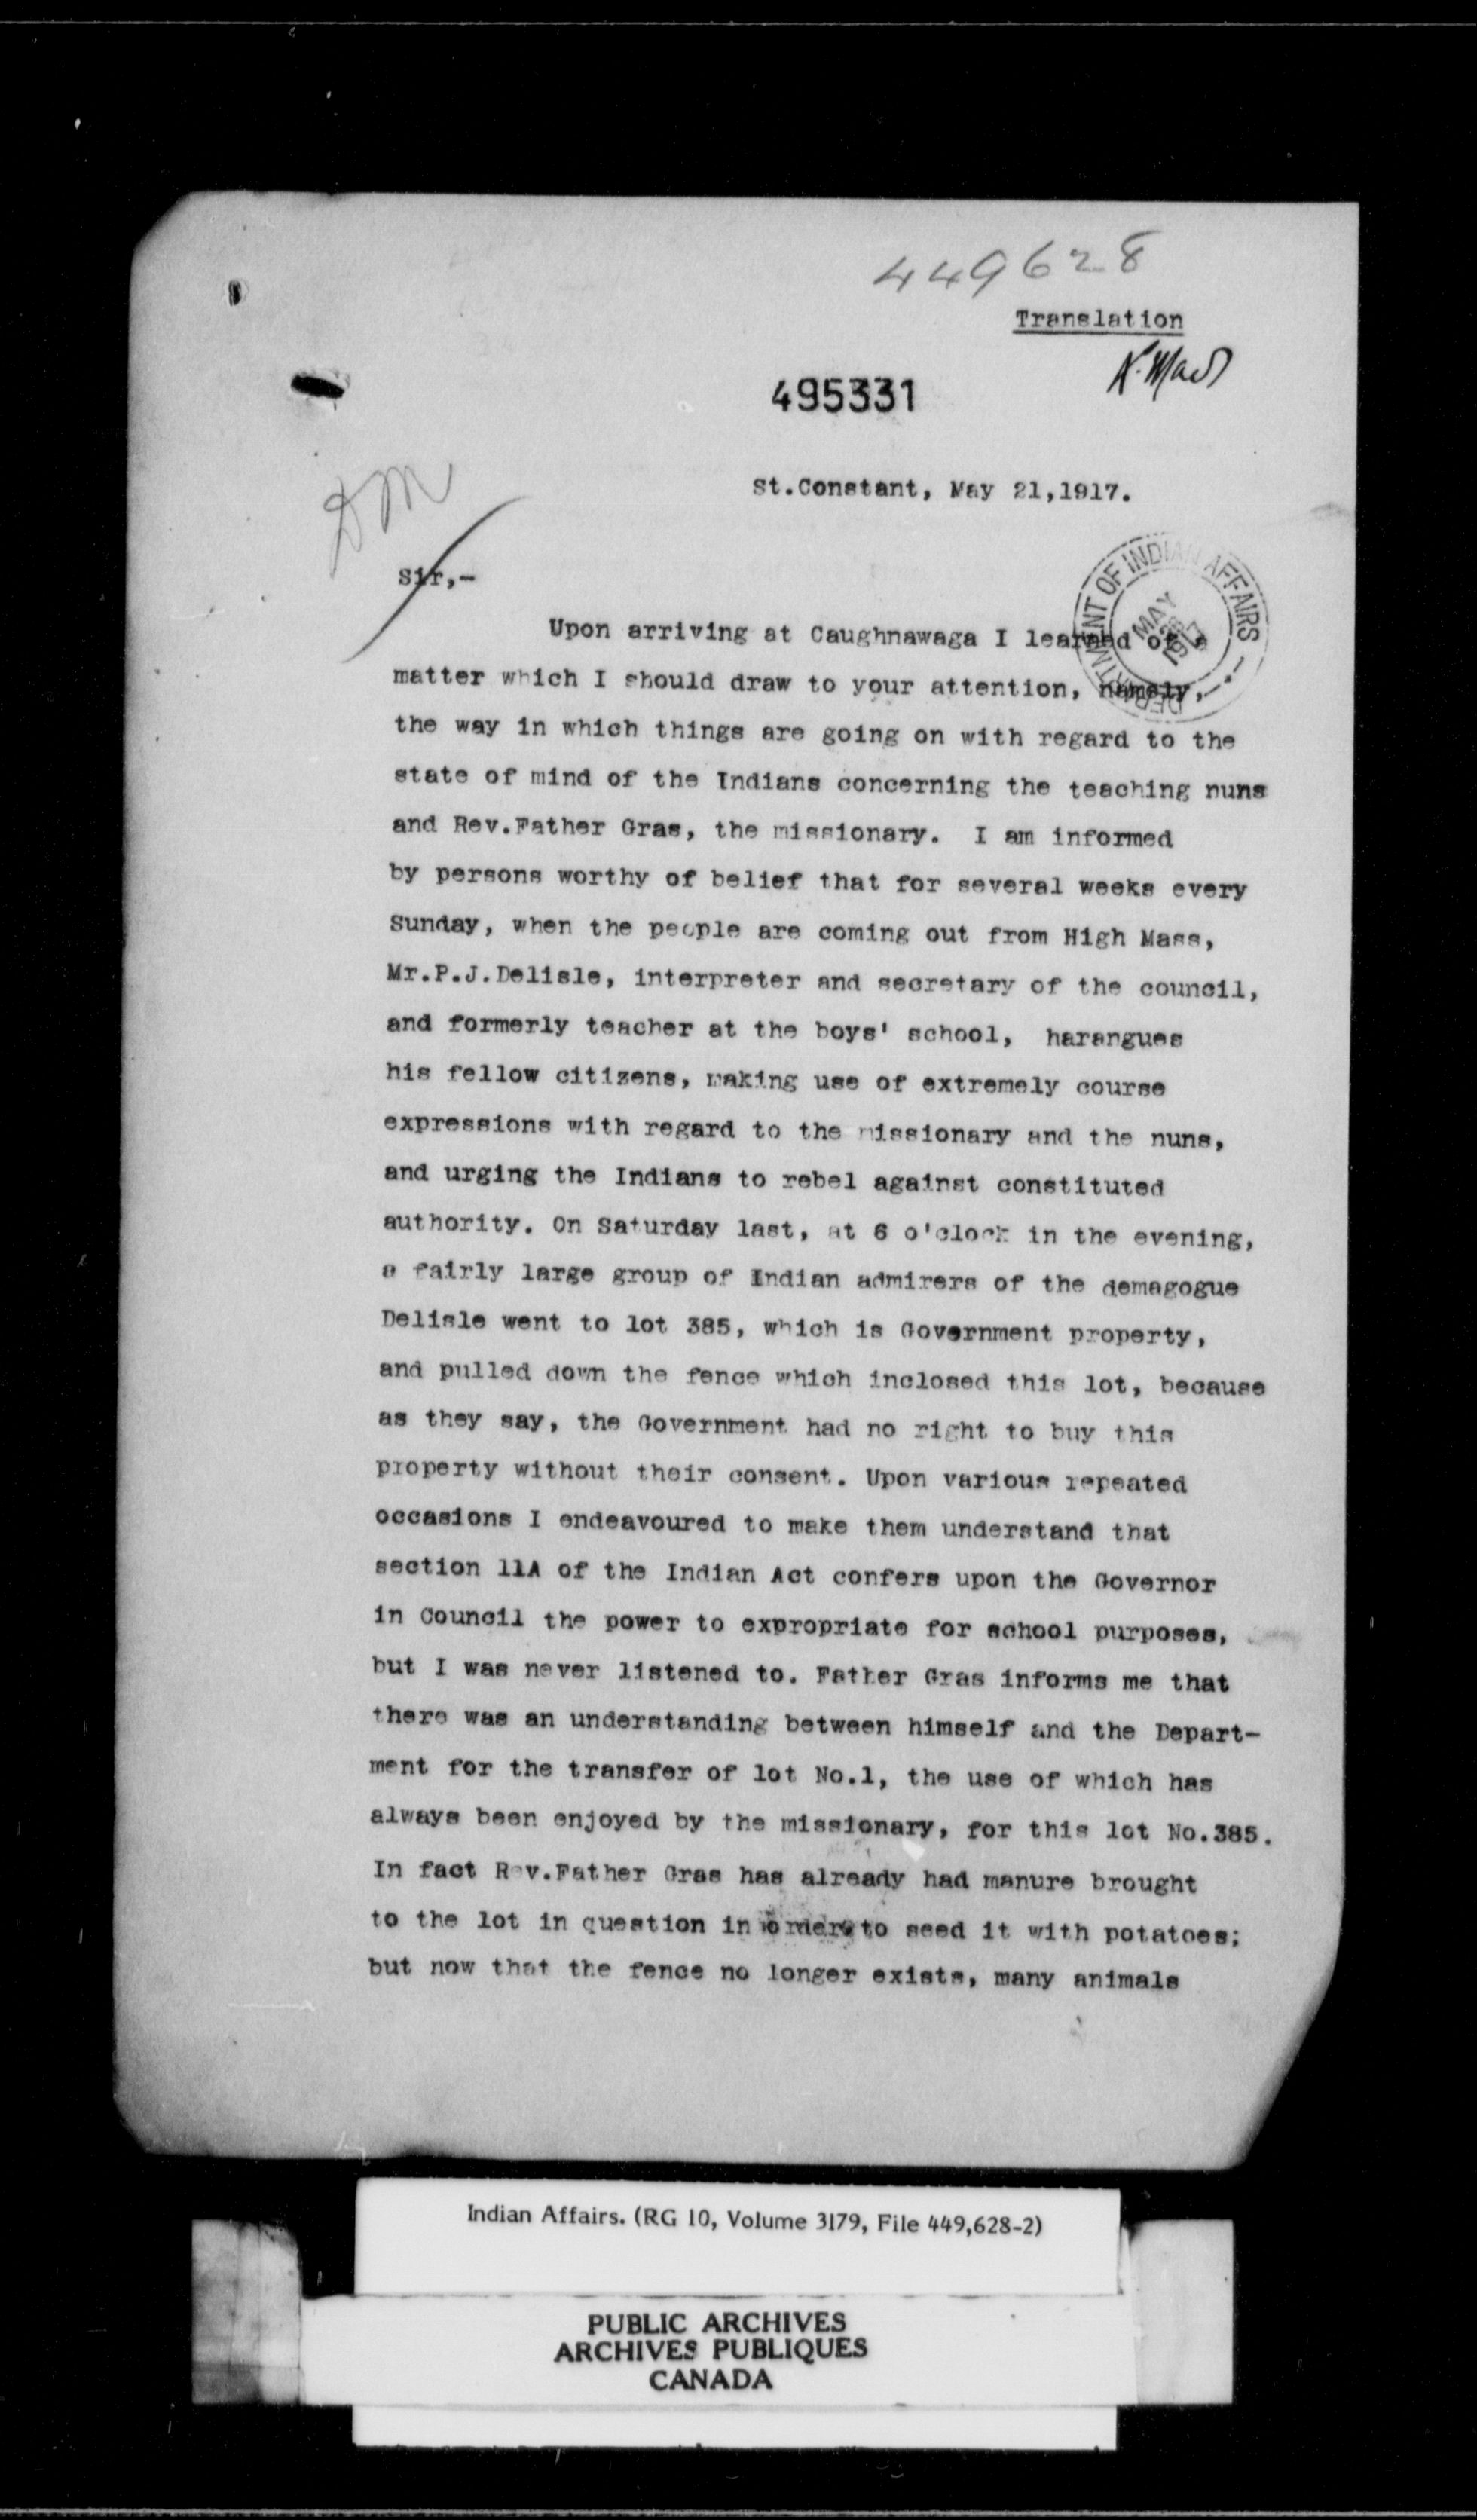 449628
Translation
495331
DM
St.Constant, May 21,1917.
Sir,-
DEPARTMENT OF INDIAN AFFAIRS
MAY
1917
Upon arriving at Caughnawaga I learned of a
matter which I should draw to your attention, namely,
the way in which things are going on with regard to the
state of mind of the Indians concerning the teaching nuns
and Rev.Father Gras, the missionary. I am informed
by persons worthy of belief that for several weeks every
Sunday, when the people are coming out from High Mass,
Mr.P.J.Delisle, interpreter and secretary of the council,
and formerly teacher at the boys' school, harangues
his fellow citizens, making use of extremely course
expressions with regard to the missionary and the nuns,
and urging the Indians to rebel against constituted
authority. On Saturday last, at 6 o'clock in the evening,
a fairly large group of Indian admirers of the demagogue
Delisle went to lot 385, which is Government property,
and pulled down the fence which inclosed this lot, because
as they say, the Government had no right to buy this
property without their consent. Upon various repeated
occasions I endeavoured to make them understand that
section 11A of the Indian Act confers upon the Governor
in Council the power to expropriate for school purposes,
but I was never listened to. Father Gras informs me that
there was an understanding between himself and the Depart-
ment for the transfer of lot No.1, the use of which has
always been enjoyed by the missionary, for this lot No.385.
In fact Rev.Father Gras has already had manure brought
to the lot in question in order to seed it with potatoes;
but now that the fence no longer exists, many animals
Indian Affairs. (RG 10, Volume 3179, File 449,628-2)
PUBLIC ARCHIVES
ARCHIVES PUBLIQUES
CANADA